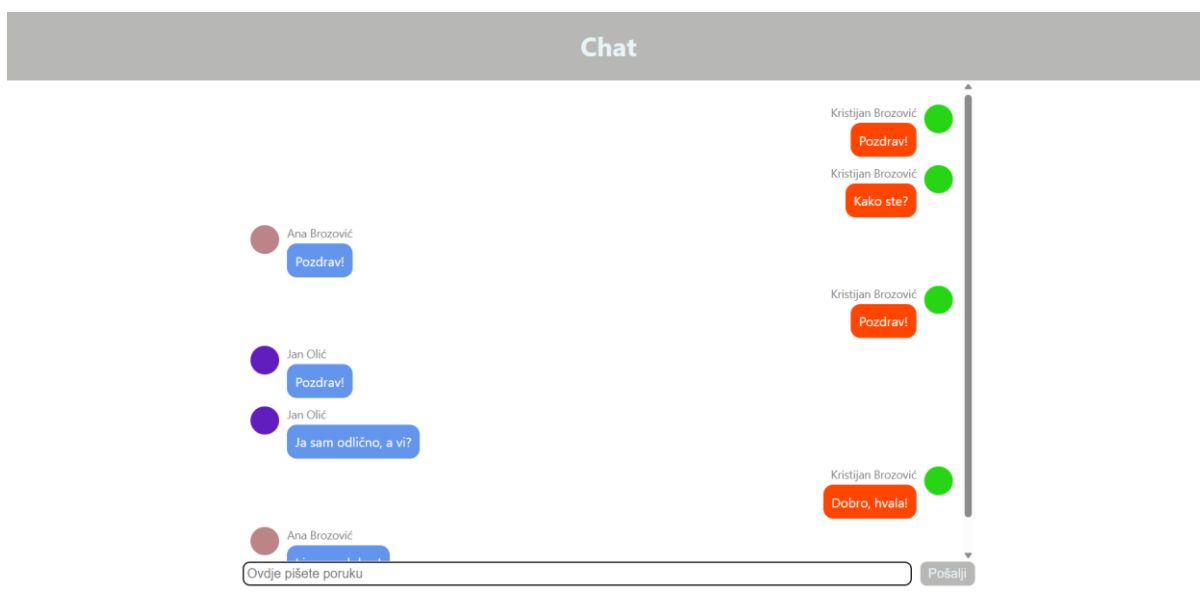 Chat
Kristijan Brozović
Pozdrav!
Kristijan Brozović
Kako ste?
Ana Brozović
Pozdrav!
Kristijan Brozović
Pozdrav!
Jan Olić
Pozdrav!
Jan Olić
Ja sam odlično, a vi?
Kristijan Brozović
Dobro, hvala!
Ana Brozović
Ovdje pišete poruku
Pošalji